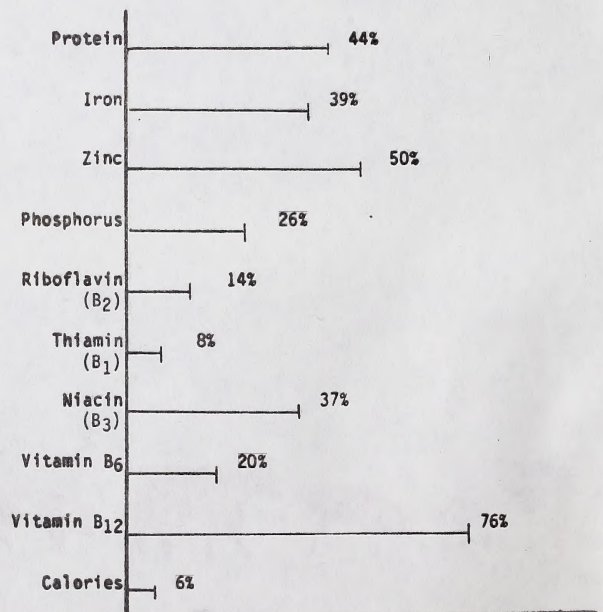 Protein 44%
Iron 39%
Zinc 50%
Phosphorus 26%
Riboflavin 14%
(B2)
Thiamin 8%
(B1)
Niacin 37%
(B3)
Vitamin B6 20%
Vitamin B12 76%
Calories 6%